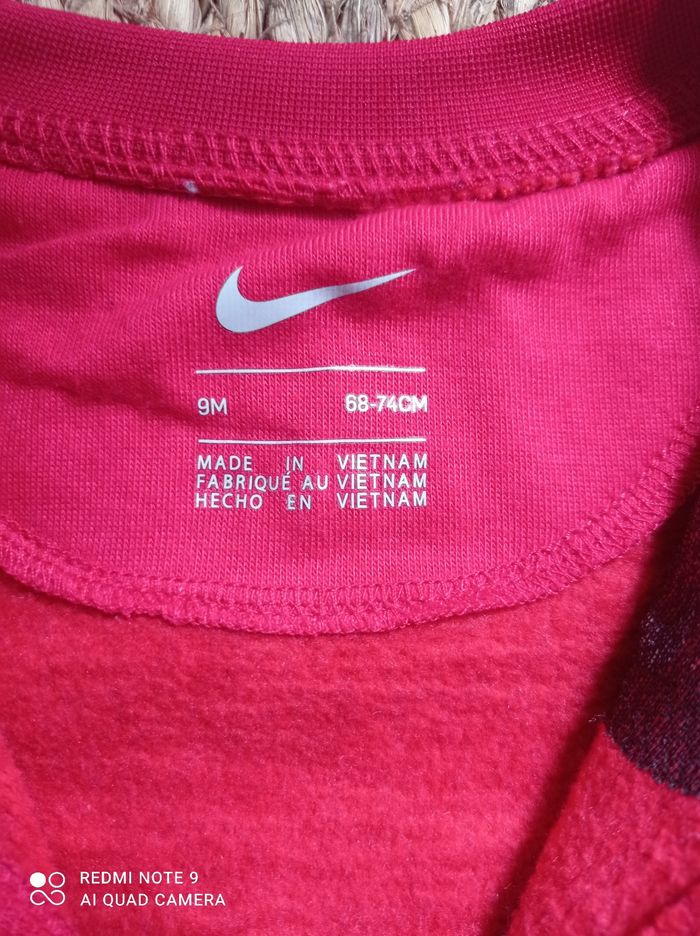 9M 68-74CM
MADE IN VIETNAM
FABRIQUÉ AU VIETNAM
HECHO EN VIETNAM
REDMI NOTE 9
AI QUAD CAMERA